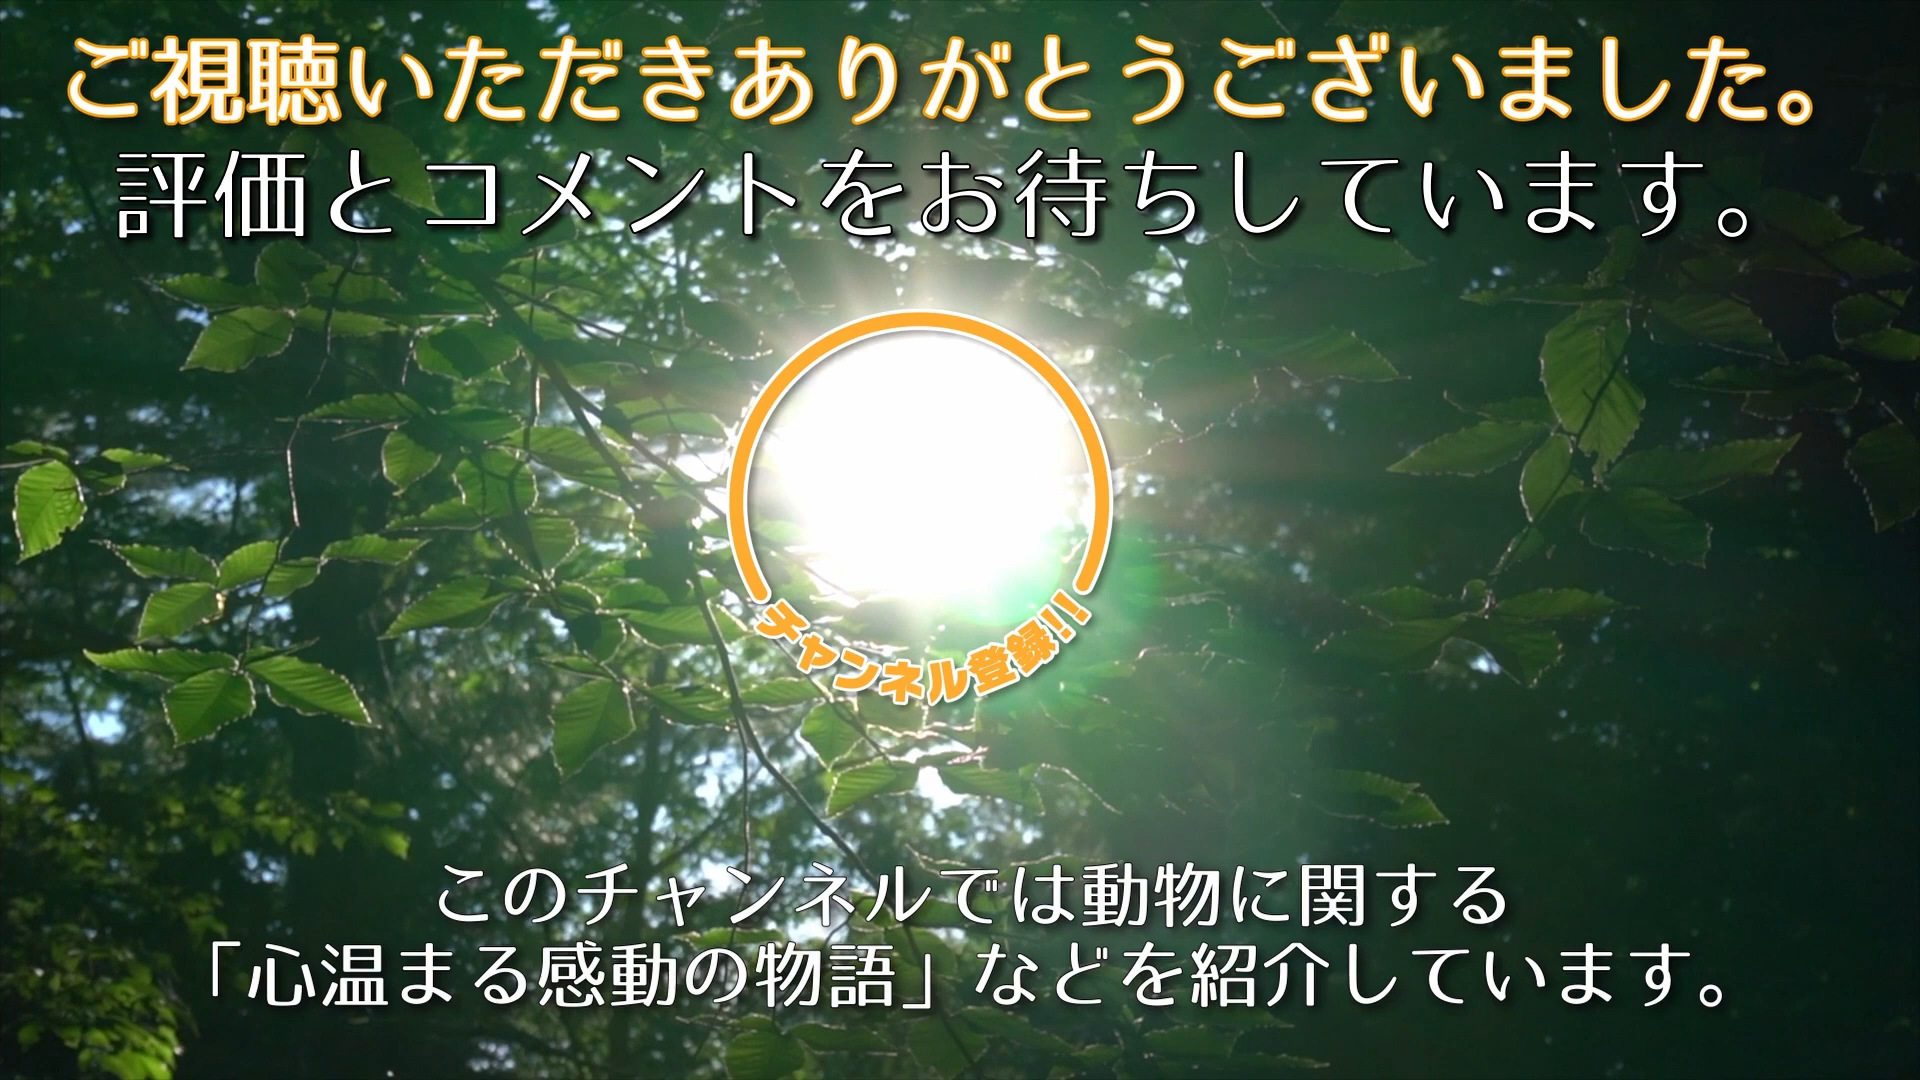 ご視聴いただきありがとうございました。
評価とコメントをお待ちしています。
チャンネル登録!!
このチャンネルでは動物に関する
「心温まる感動の物語」などを紹介しています。